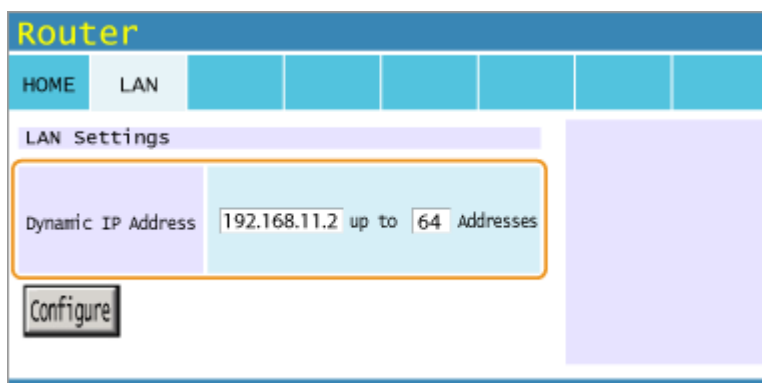 Router
HOME LAN
LAN Settings
Dynamic IP Address 192.168.11.2 up to 64 Addresses
Configure